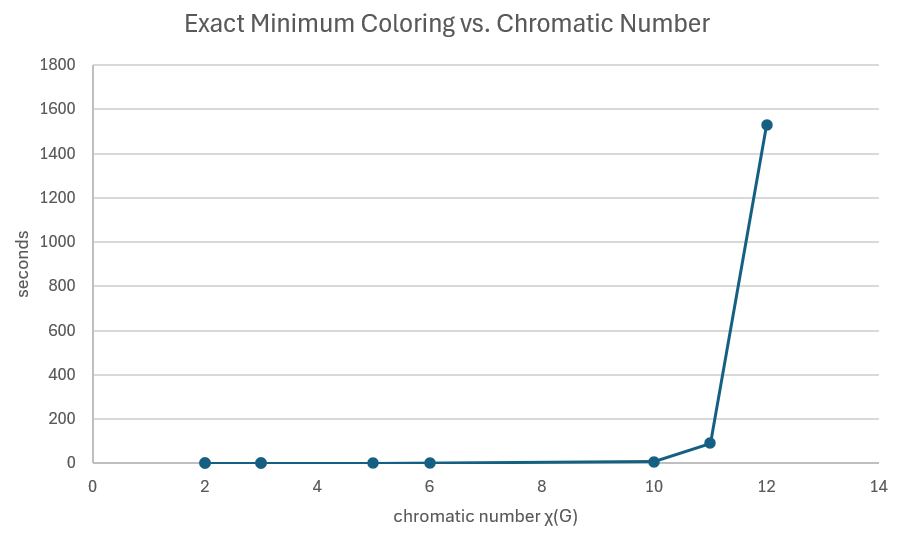 Exact Minimum Coloring vs. Chromatic Number
1800
1600
1400
1200
1000
800
600
400
200
0
seconds
0 2 4 6 8 10 12 14
chromatic number χ(G)